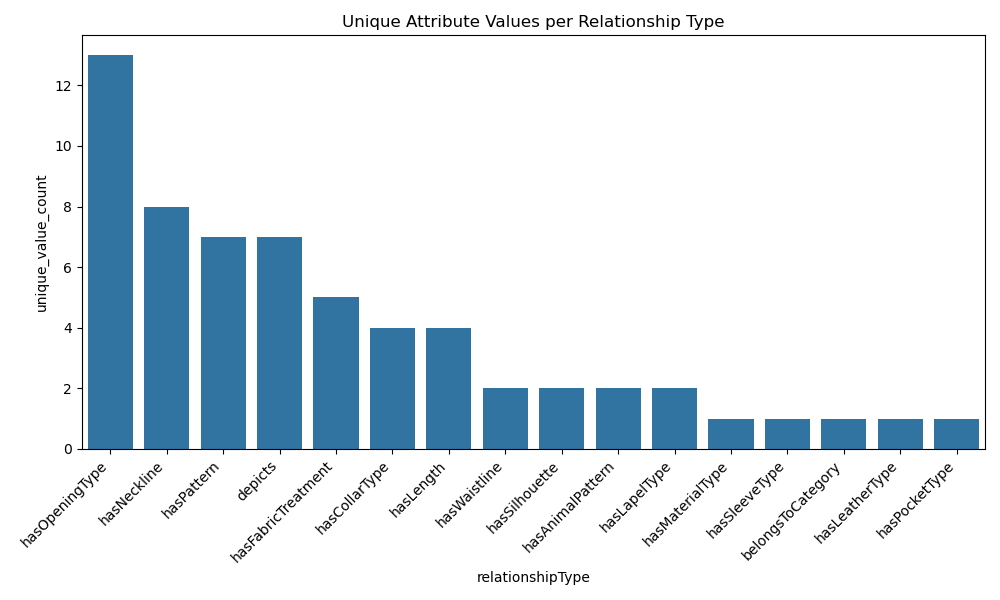 Unique Attribute Values per Relationship Type
unique_value_count
12
10
8
6
4
2
0
hasOpeningType
hasNeckline
hasPattern
depicts
hasFabricTreatment
hasCollarType
hasLength
hasWaistline
hasSilhouette
hasAnimalPattern
hasLapelType
hasMaterialType
hasSleeveType
belongsToCategory
hasLeatherType
hasPocketType
relationshipType